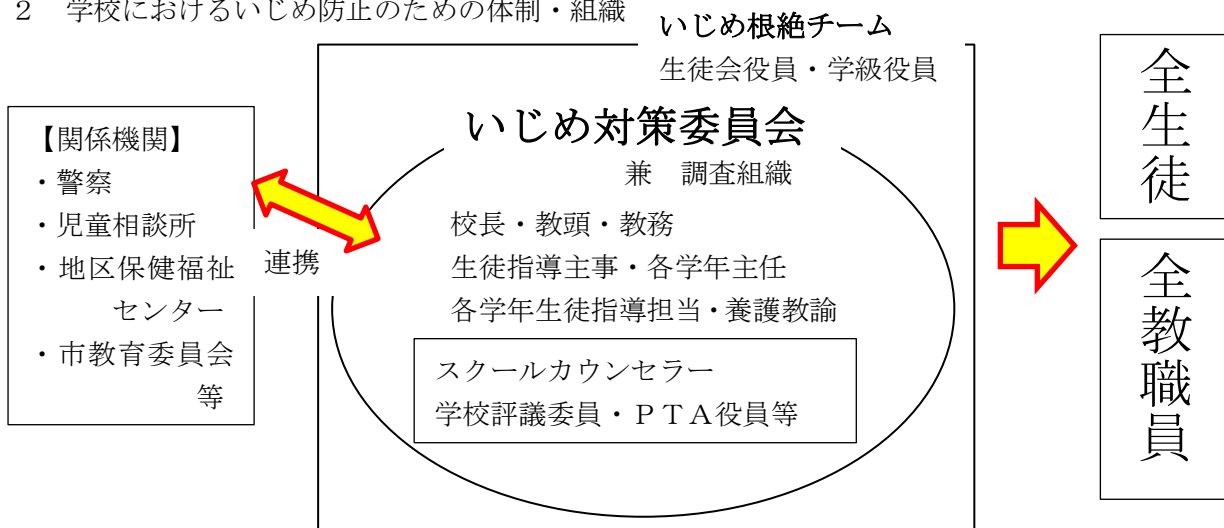 ２　学校におけるいじめ防止のための体制・組織
いじめ根絶チーム
生徒会役員・学級役員
【関係機関】
・警察
・児童相談所
・地区保健福祉
センター
・市教育委員会
等
連携
いじめ対策委員会
兼　調査組織
校長・教頭・教務
生徒指導主事・各学年主任
各学年生徒指導担当・養護教諭
スクールカウンセラー
学校評議委員・ＰＴＡ役員等
全生徒
全教職員